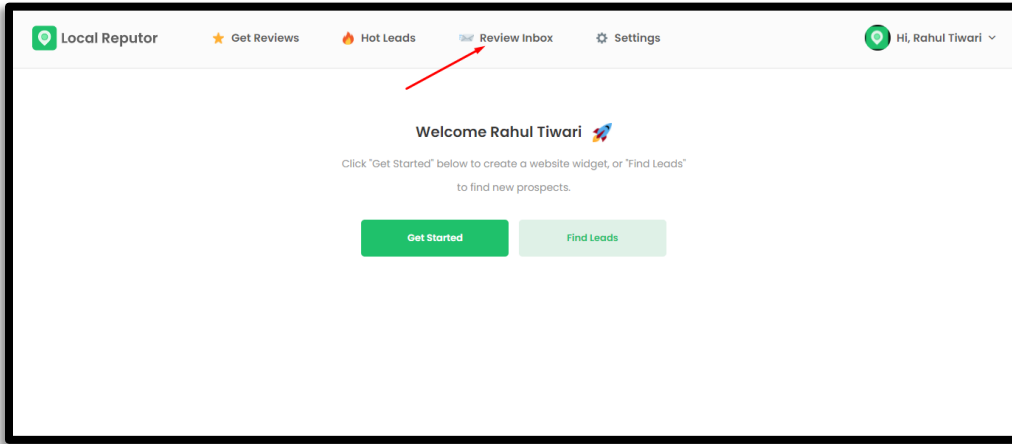 Local Reputor
Get Reviews
Hot Leads
Review Inbox
Settings
Hi, Rahul Tiwari
Welcome Rahul Tiwari
Click "Get Started" below to create a website widget, or "Find Leads"
to find new prospects.
Get Started
Find Leads